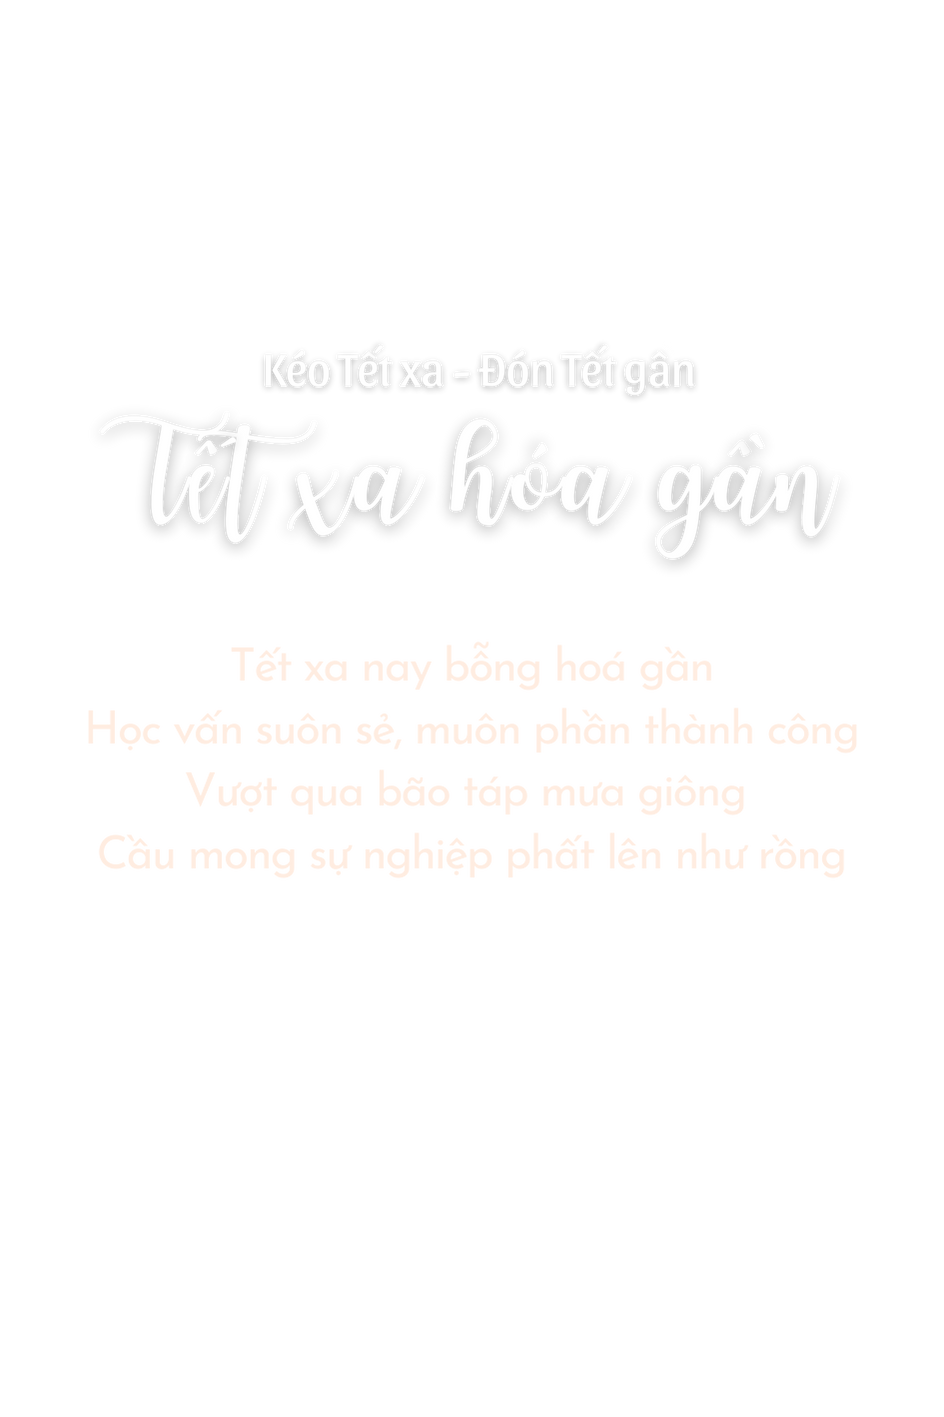 Kéo Tết xa - Đón Tết gần
Tết xa hóa gần
Tết xa nay bỗng hoá gần
Học vấn suôn sẻ, muôn phần thành công
Vượt qua bão táp mưa giông
Cầu mong sự nghiệp phất lên như rồng